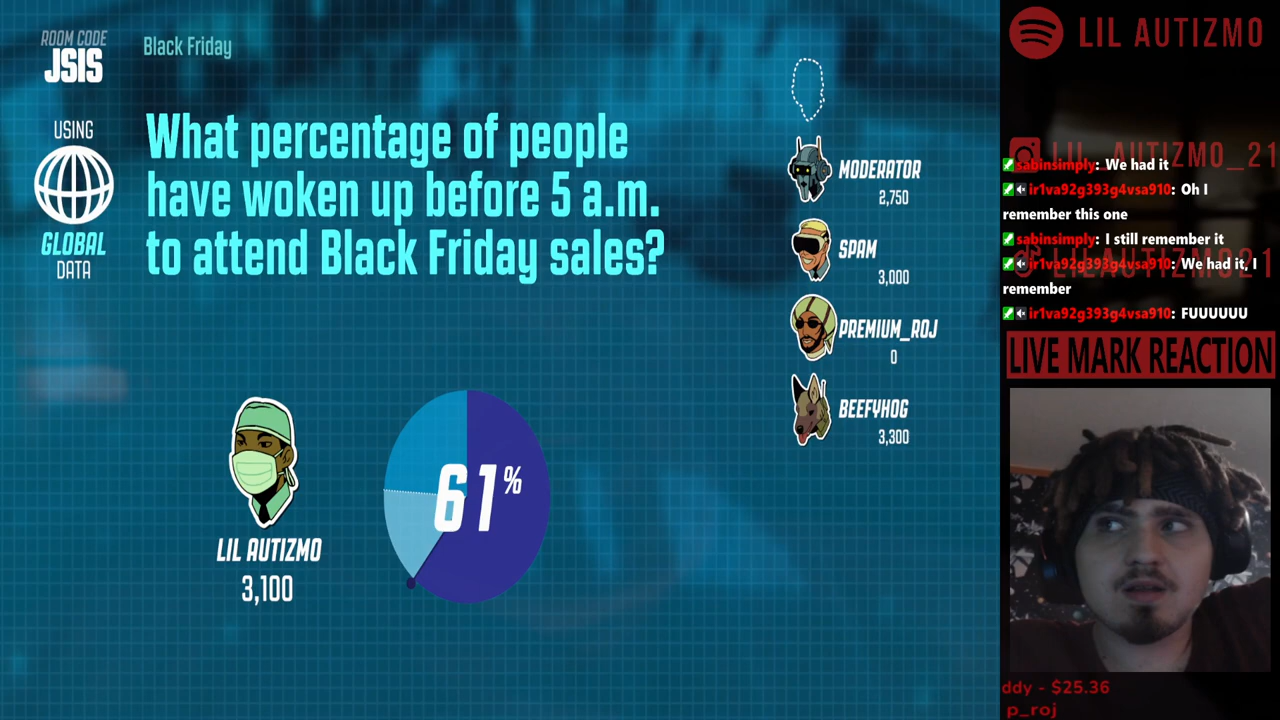 ROOM CODE
JSIS
Black Friday
USING
GLOBAL
DATA
What percentage of people
have woken up before 5 a.m.
to attend Black Friday sales?
MODERATOR
2,750
SPAM
3,000
PREMIUM_ROJ
0
BEEFYHOG
3,300
LIL AUTIZMO
3,100
61%
LIL AUTIZMO
LIL_AUTIZMO_21
sabinsimply: We had it
ir1va92g393g4vsa910: Oh I
remember this one
sabinsimply: I still remember it
LIL_AUTIZMO21
ir1va92g393g4vsa910: We had it, I
remember
ir1va92g393g4vsa910: FUUUUUU
LIVE MARK REACTION
ddy - $25.36
p_roj